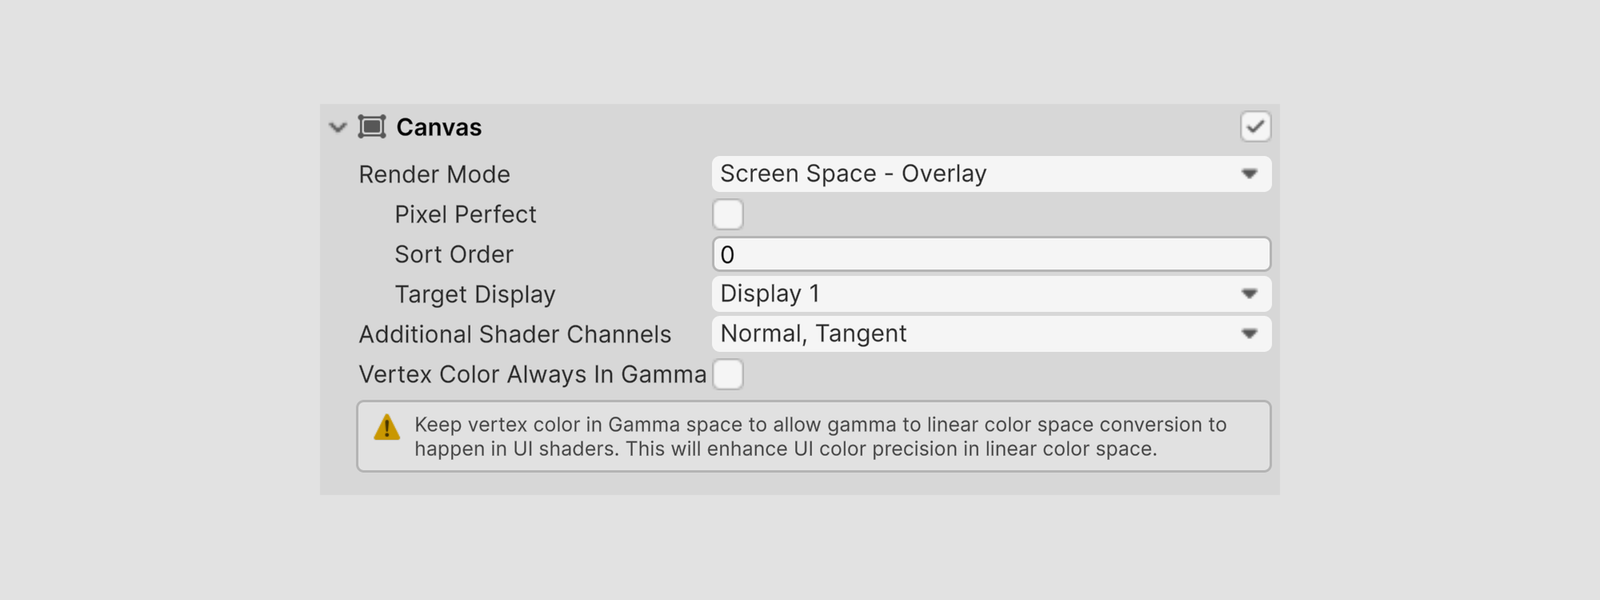 Canvas
Render Mode Screen Space - Overlay
Pixel Perfect
Sort Order 0
Target Display Display 1
Additional Shader Channels Normal, Tangent
Vertex Color Always In Gamma
Keep vertex color in Gamma space to allow gamma to linear color space conversion to
happen in UI shaders. This will enhance UI color precision in linear color space.